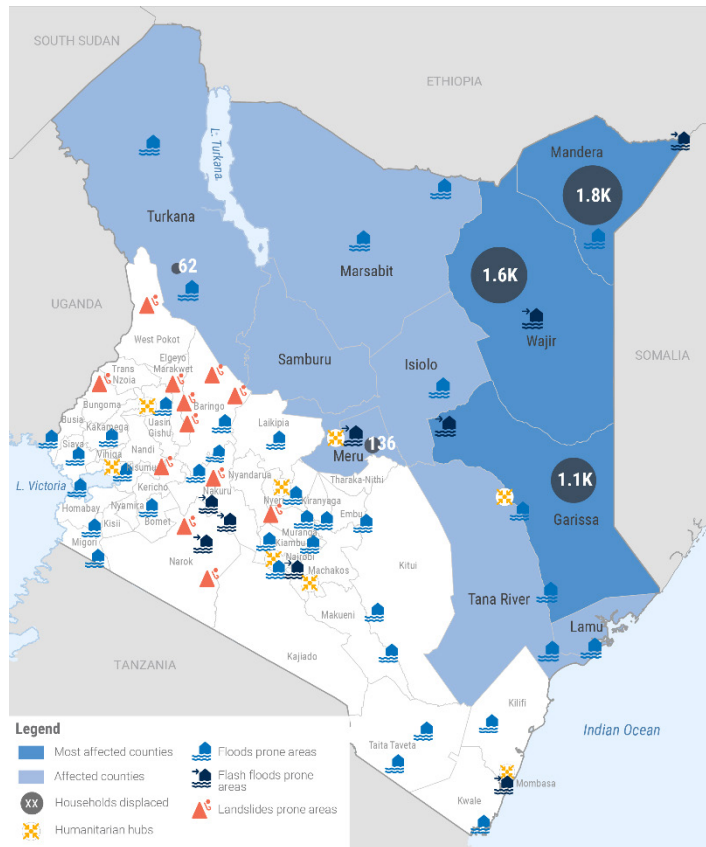 SOUTH SUDAN
ETHIOPIA
L. Turkana
Mandera
1.8K
Turkana
62
Marsabit
1.6K
Wajir
UGANDA
SOMALIA
West Pokot
Elgeyo
Marakwet
Trans
Nzoia
Samburu
Isiolo
Bungoma
Baringo
Busia
Kakamega
Uasin
Gishu
Laikipia
Siaya
Vihiga
Nandi
Meru
136
Kisumu
Nyandarua
Tharaka-Nithi
L. Victoria
Kericho
Nakuru
Nyeri
Kiranyaga
1.1K
Garissa
Homabay
Nyamira
Embu
Kisii
Bomet
Muranga
Migori
Kiambu
Nairobi
Narok
Machakos
Kitui
Tana River
Lamu
Makueni
Kajiado
TANZANIA
Kilifi
Indian Ocean
Taita Taveta
Mombasa
Kwale
Legend
Most affected counties
Affected counties
XX Households displaced
Humanitarian hubs
Floods prone areas
Flash floods prone
areas
Landslides prone areas